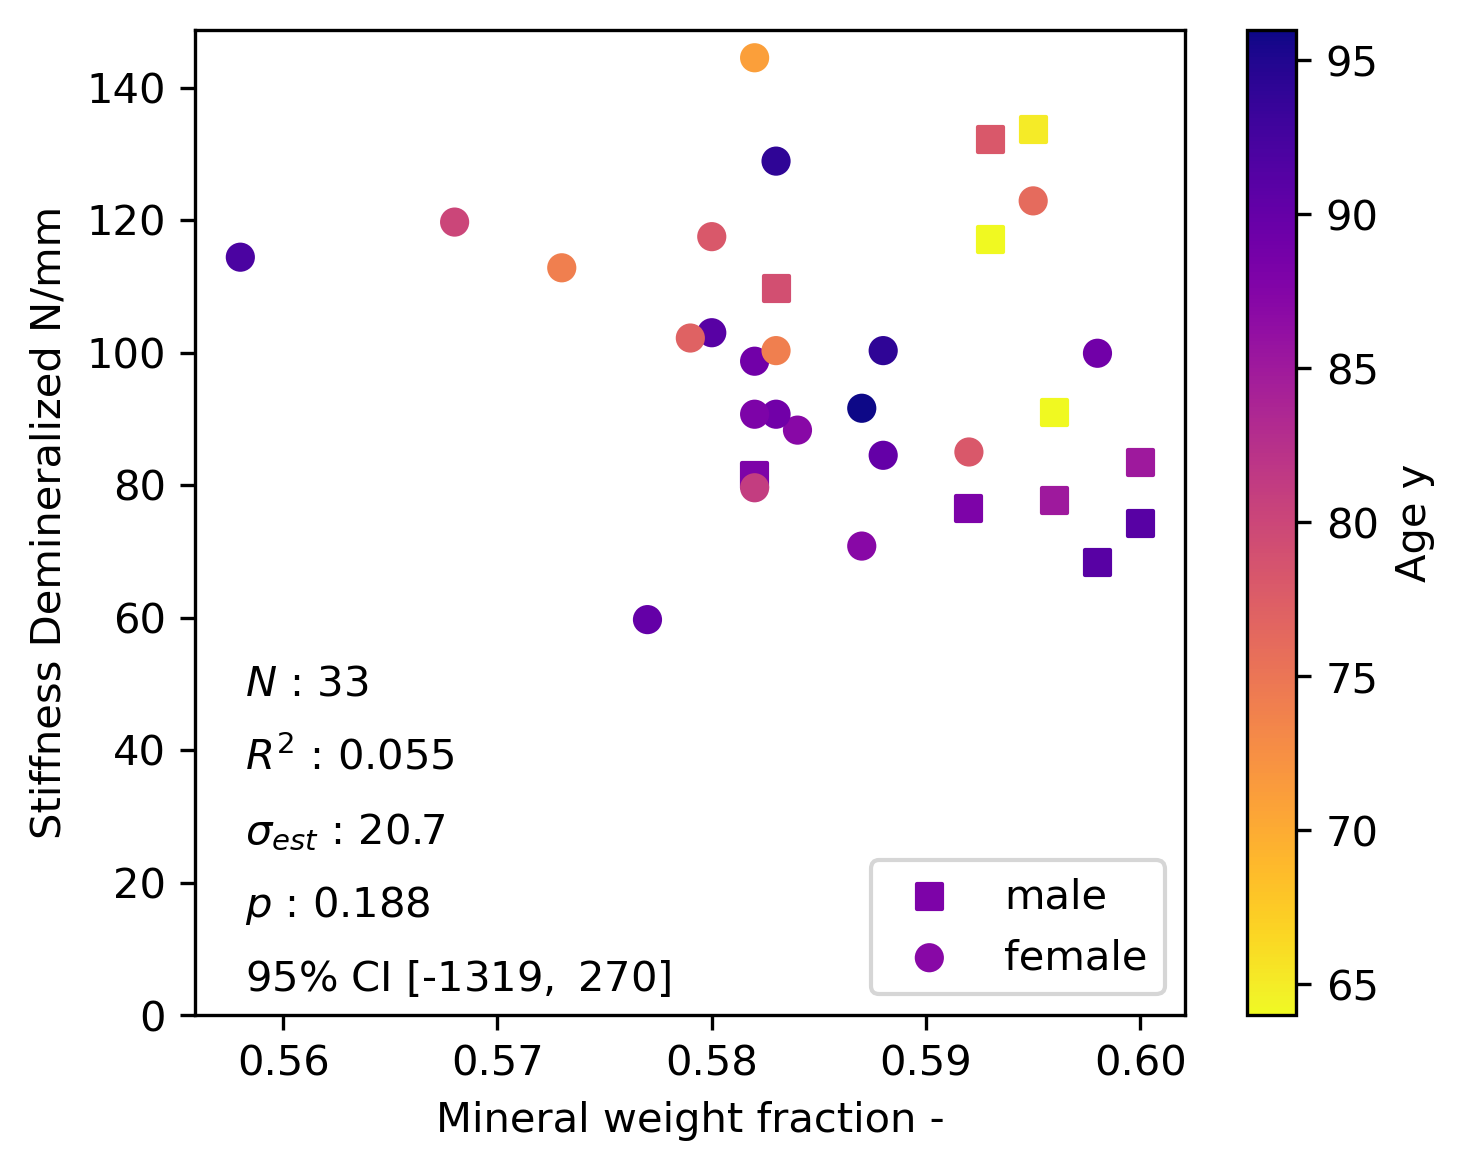 Stiffness Demineralized N/mm
140
120
100
80
60
40
20
0
N : 33
R² : 0.055
σest : 20.7
p : 0.188
95% CI [-1319, 270]
male
female
0.56 0.57 0.58 0.59 0.60
Mineral weight fraction -
95
90
85
80
75
70
65
Age y